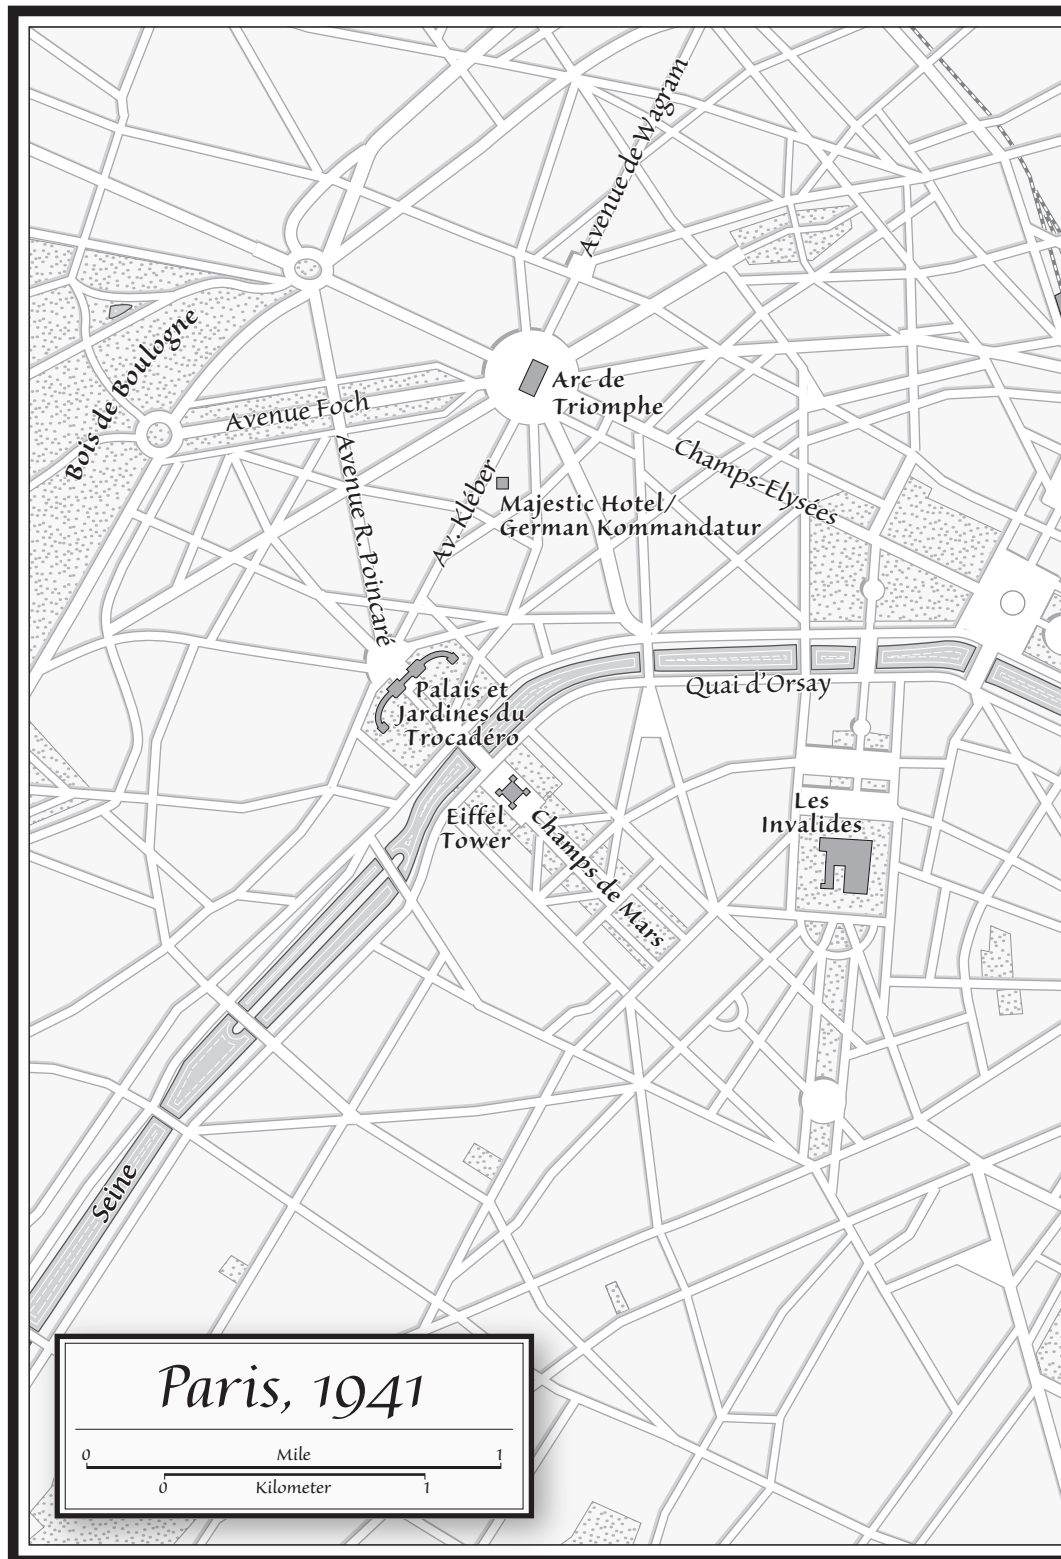 Avenue de Wagram
Bois de Boulogne
Arc de
Triomphe
Avenue Foch
Champs-Elysées
Avenue R. Poincaré
Av. Kléber
Majestic Hotel/
German Kommandatur
Palais et
Jardines du
Trocadéro
Quai d'Orsay
Eiffel
Tower
Champs de Mars
Les
Invalides
Seine
Paris, 1941
0 Mile 1
0 Kilometer 1